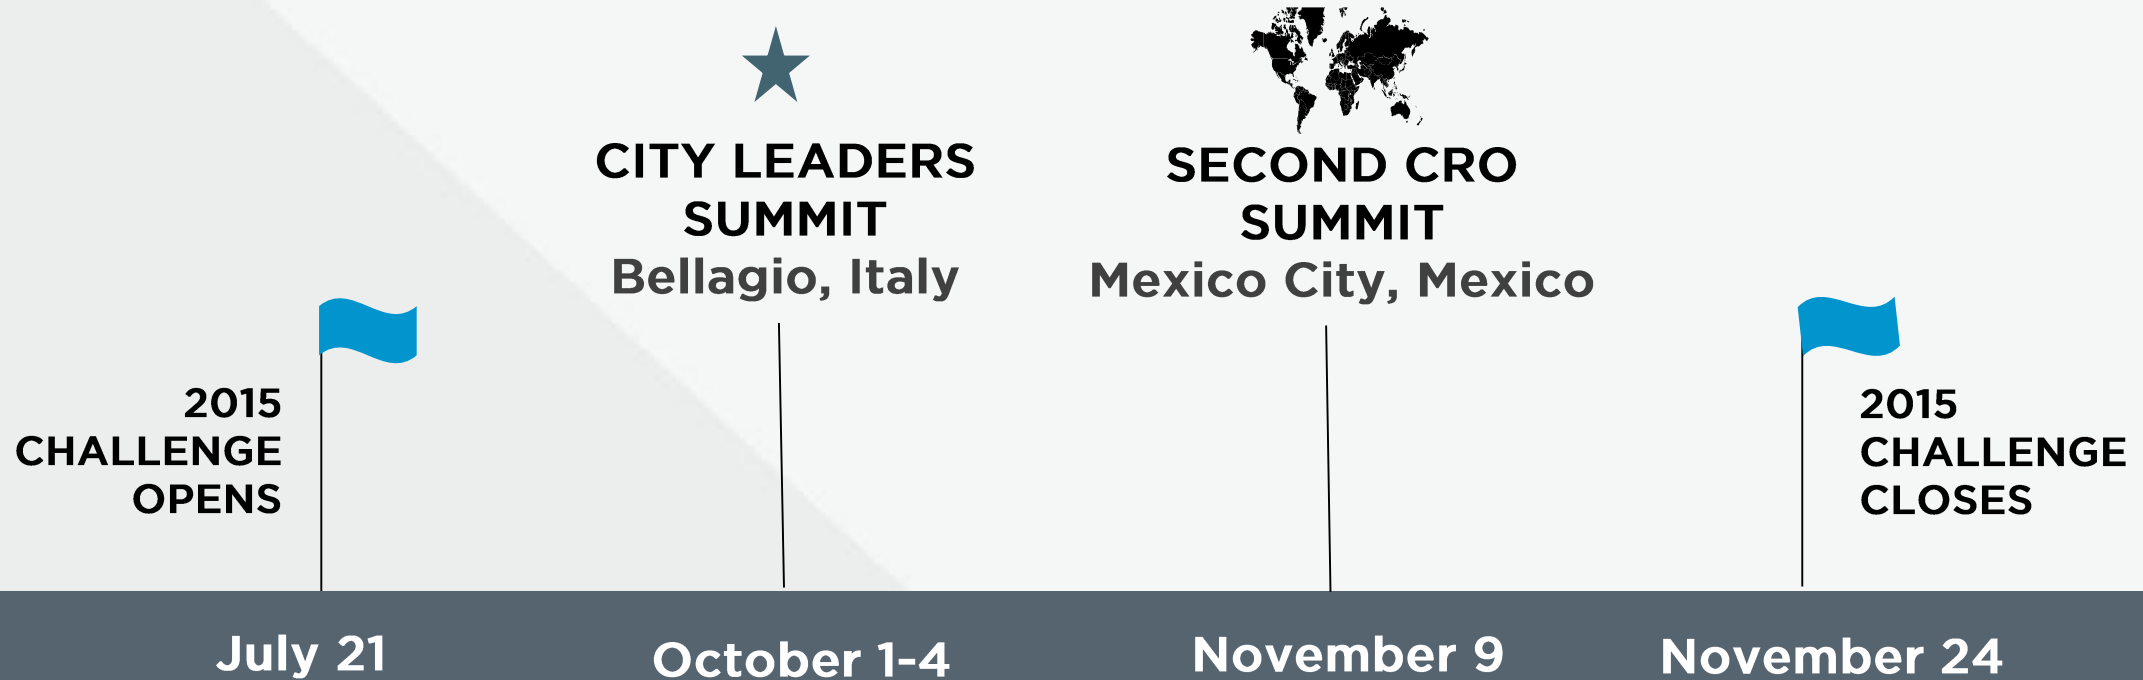 2015
CHALLENGE
OPENS
July 21
CITY LEADERS
SUMMIT
Bellagio, Italy
October 1-4
SECOND CRO
SUMMIT
Mexico City, Mexico
November 9
2015
CHALLENGE
CLOSES
November 24